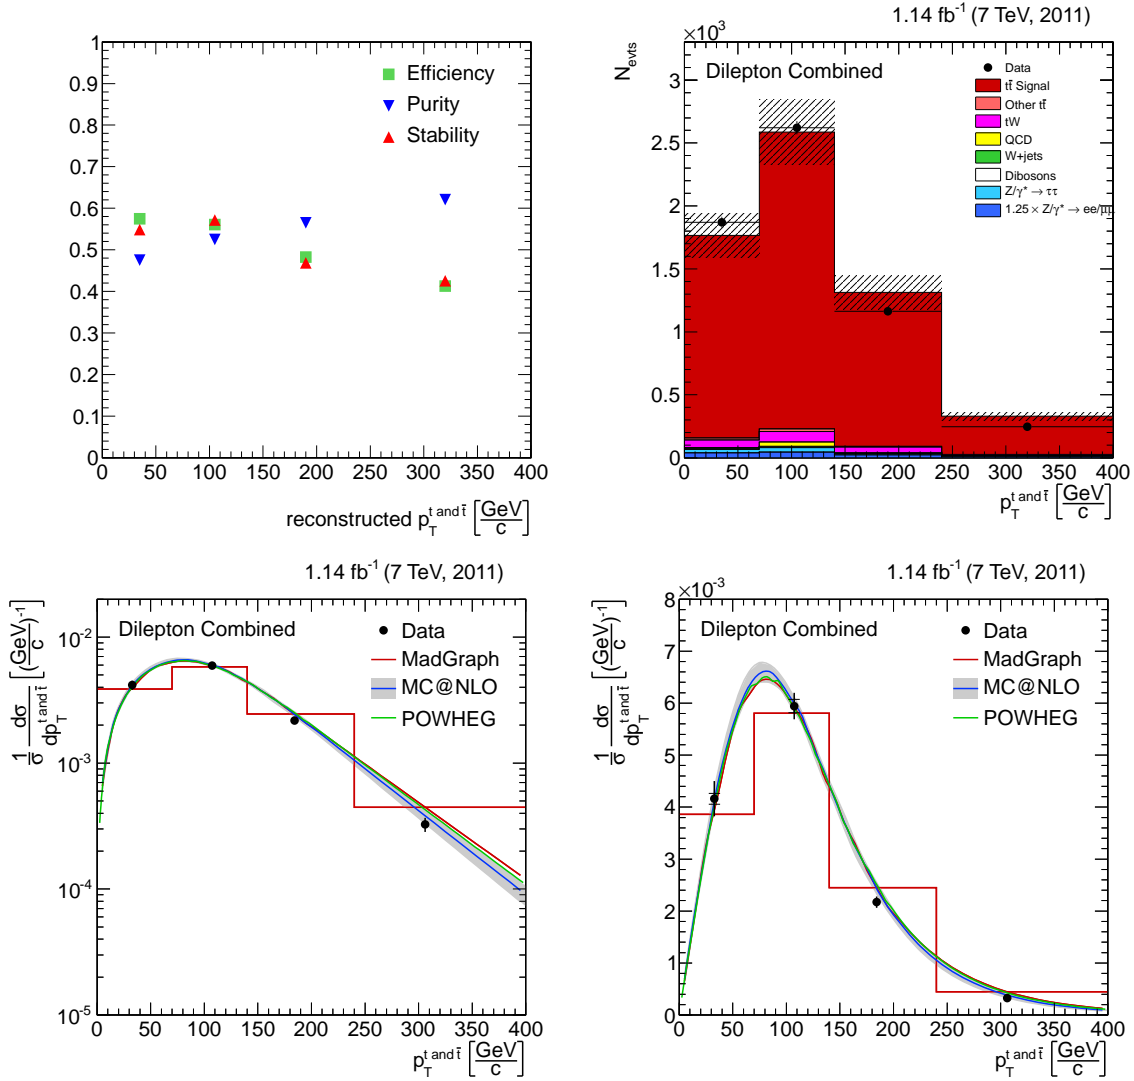 1
0.9
0.8
0.7
0.6
0.5
0.4
0.3
0.2
0.1
0
Efficiency
Purity
Stability
0 50 100 150 200 250 300 350 400
reconstructed p_T^{t and t̄} [GeV/c]
1.14 fb⁻¹ (7 TeV, 2011)
×10³
N_evts
3
2.5
2
1.5
1
0.5
0
Dilepton Combined
Data
tt̄ Signal
Other tt̄
tW
QCD
W+jets
Dibosons
Z/γ* → ττ
1.25 × Z/γ* → ee/μμ
0 50 100 150 200 250 300 350 400
p_T^{t and t̄} [GeV/c]
1.14 fb⁻¹ (7 TeV, 2011)
1/σ dσ/dp_T^{t and t̄} [(GeV/c)⁻¹]
10⁻²
10⁻³
10⁻⁴
10⁻⁵
Dilepton Combined
Data
MadGraph
MC@NLO
POWHEG
0 50 100 150 200 250 300 350 400
p_T^{t and t̄} [GeV/c]
1.14 fb⁻¹ (7 TeV, 2011)
×10⁻³
1/σ dσ/dp_T^{t and t̄} [(GeV/c)⁻¹]
8
7
6
5
4
3
2
1
0
Dilepton Combined
Data
MadGraph
MC@NLO
POWHEG
0 50 100 150 200 250 300 350 400
p_T^{t and t̄} [GeV/c]